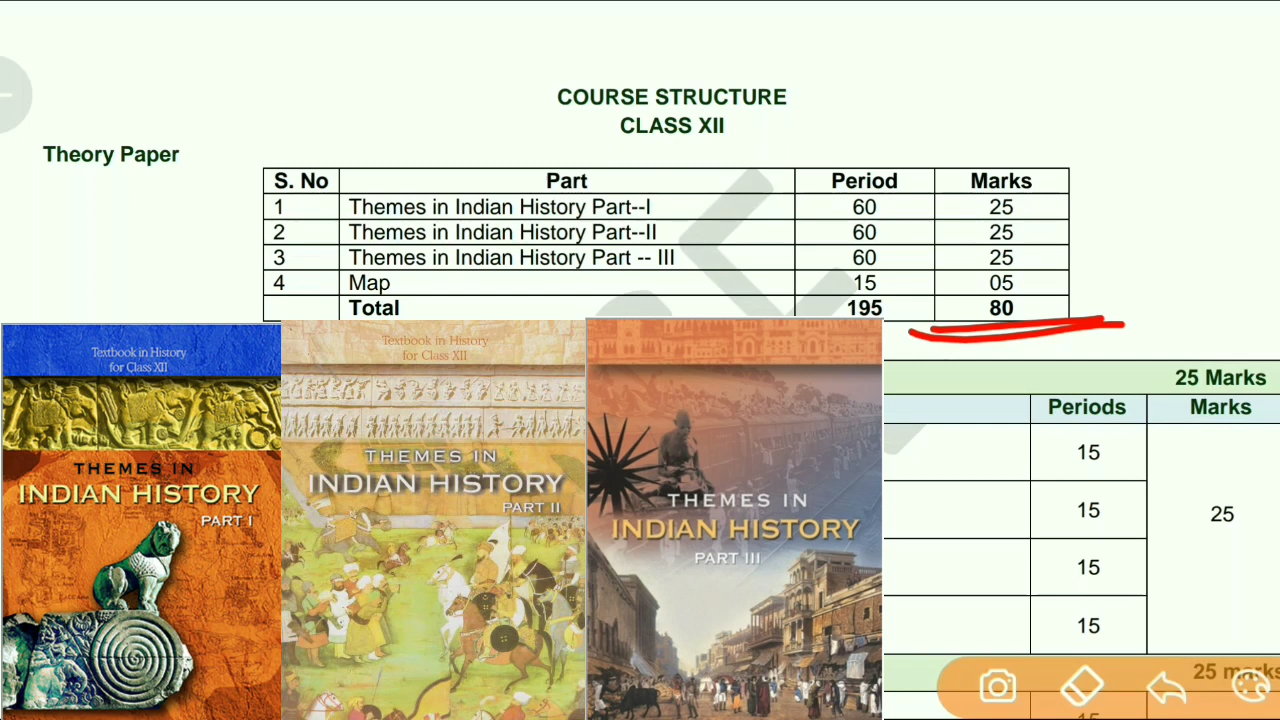 COURSE STRUCTURE
CLASS XII
Theory Paper
S. No Part Period Marks
1 Themes in Indian History Part--I 60 25
2 Themes in Indian History Part--II 60 25
3 Themes in Indian History Part -- III 60 25
4 Map 15 05
Total 195 80
Textbook in History
for Class XII
THEMES IN
INDIAN HISTORY
PART I
Textbook in History
for Class XII
THEMES IN
INDIAN HISTORY
PART II
THEMES IN
INDIAN HISTORY
PART III
25 Marks
Periods Marks
15
15
25
15
15
25 marks
15